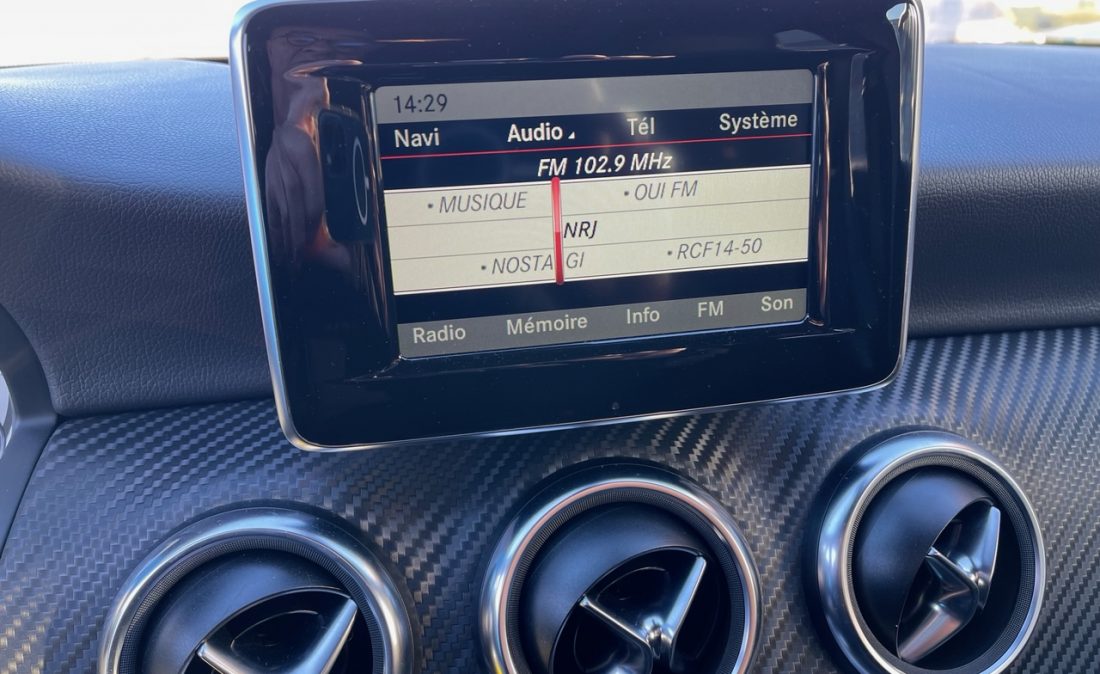 14:29
Navi Audio Tél Système
FM 102.9 MHz
• MUSIQUE • OUI FM
NRJ
• NOSTALGI • RCF14-50
Radio Mémoire Info FM Son